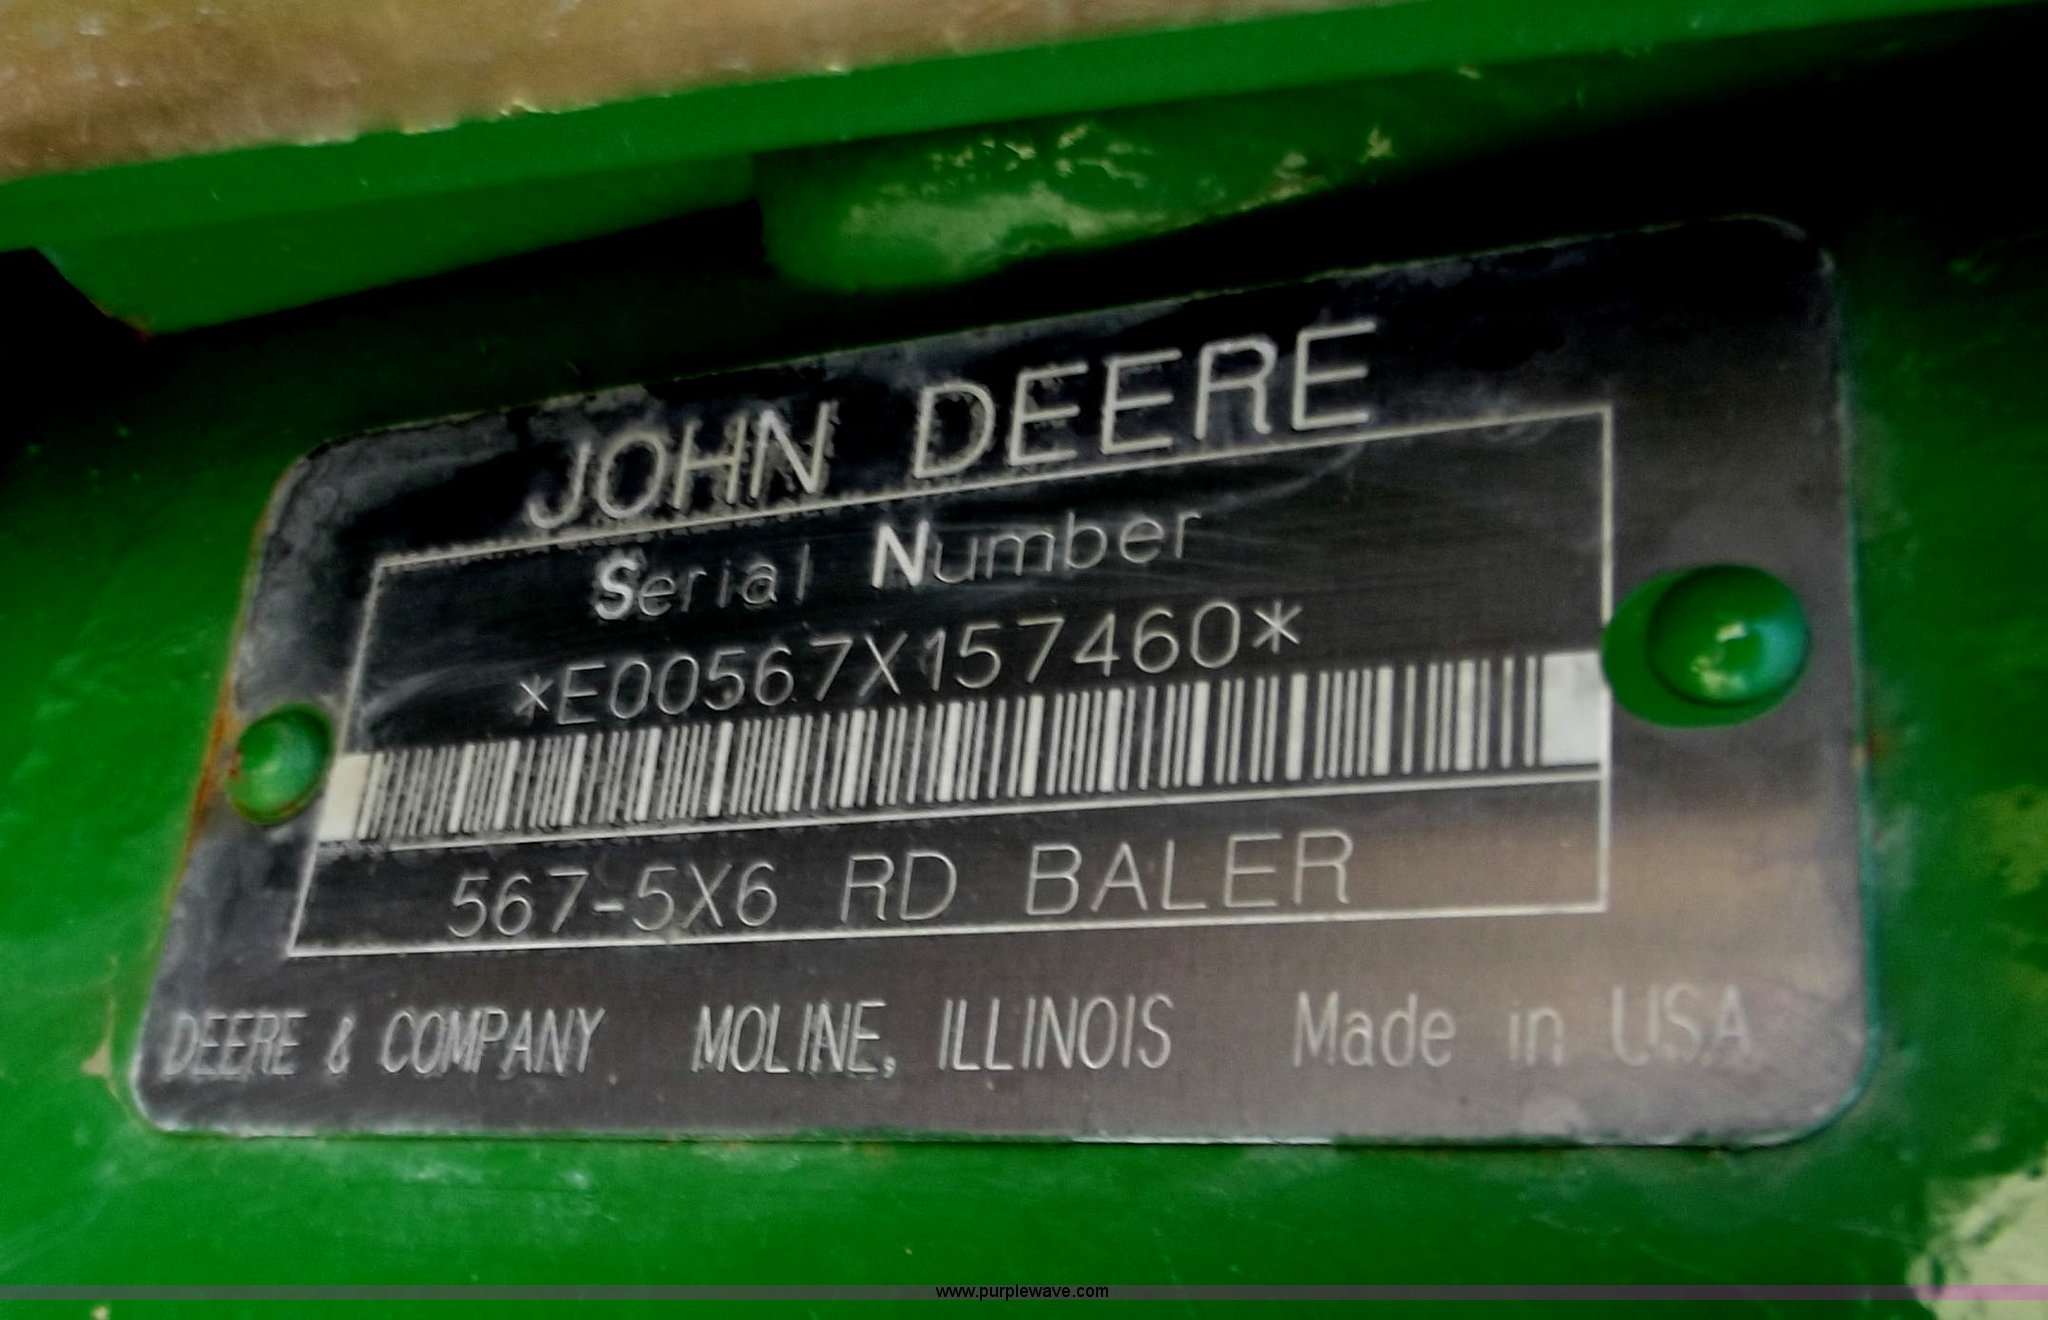 JOHN DEERE
Serial Number
*E00567X157460*
567-5X6 RD BALER
DEERE & COMPANY MOLINE, ILLINOIS Made in USA
www.purplewave.com